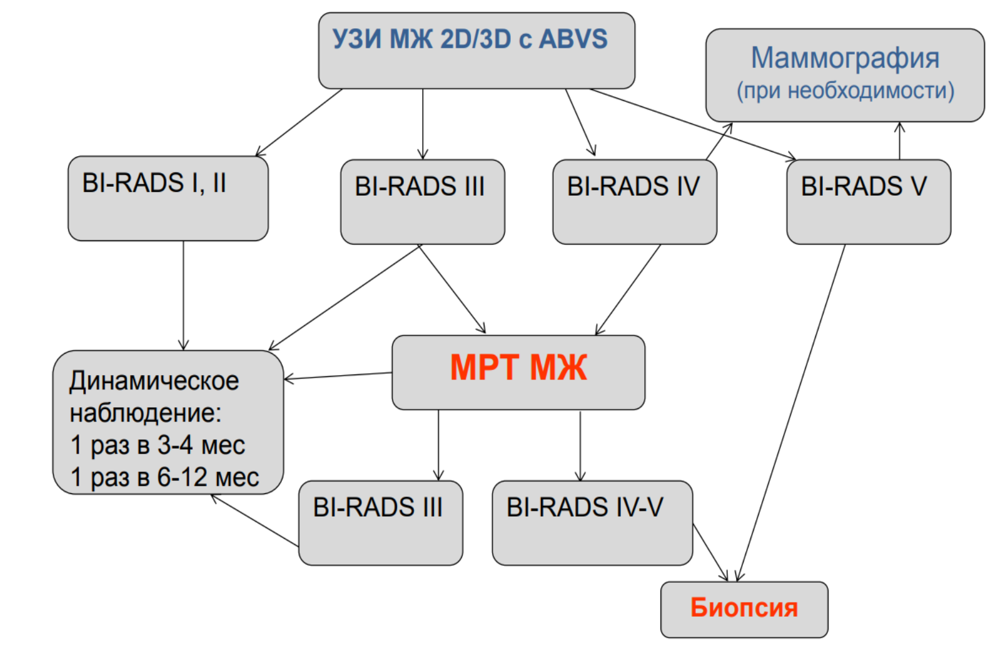 УЗИ МЖ 2D/3D с ABVS
Маммография
(при необходимости)
BI-RADS I, II
BI-RADS III
BI-RADS IV
BI-RADS V
МРТ МЖ
Динамическое
наблюдение:
1 раз в 3-4 мес
1 раз в 6-12 мес
BI-RADS III
BI-RADS IV-V
Биопсия